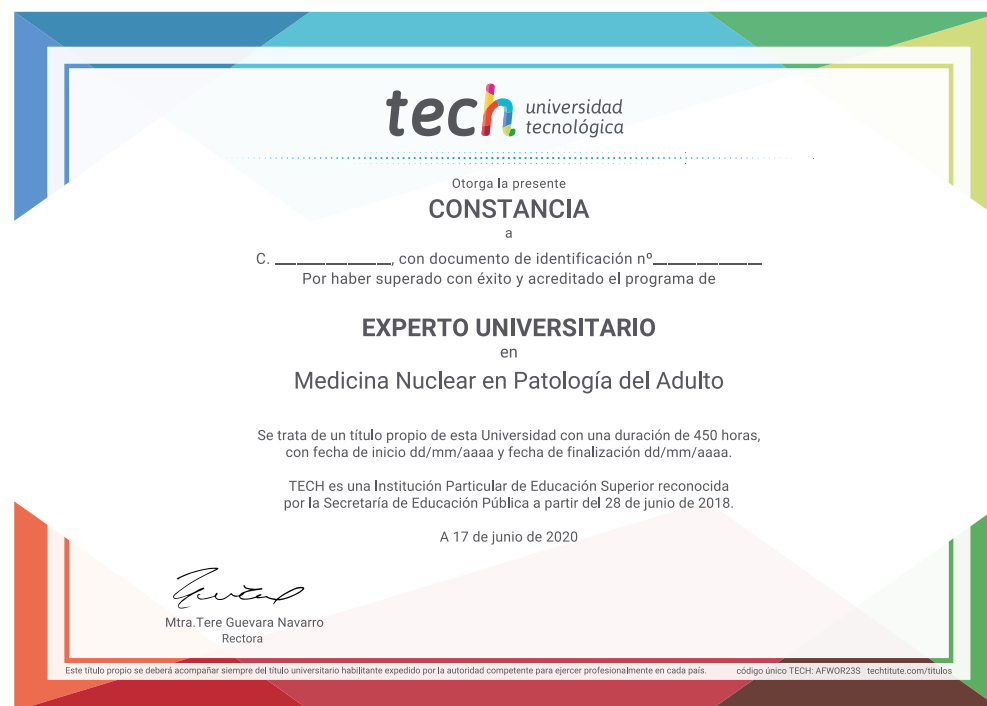 tech universidad
tecnológica
Otorga la presente
CONSTANCIA
a
C. ____________, con documento de identificación nº____________
Por haber superado con éxito y acreditado el programa de
EXPERTO UNIVERSITARIO
en
Medicina Nuclear en Patología del Adulto
Se trata de un título propio de esta Universidad con una duración de 450 horas,
con fecha de inicio dd/mm/aaaa y fecha de finalización dd/mm/aaaa.
TECH es una Institución Particular de Educación Superior reconocida
por la Secretaría de Educación Pública a partir del 28 de junio de 2018.
A 17 de junio de 2020
Mtra.Tere Guevara Navarro
Rectora
Este título propio se deberá acompañar siempre del título universitario habilitante expedido por la autoridad competente para ejercer profesionalmente en cada país. código único TECH: AFWOR23S techtitute.com/titulos